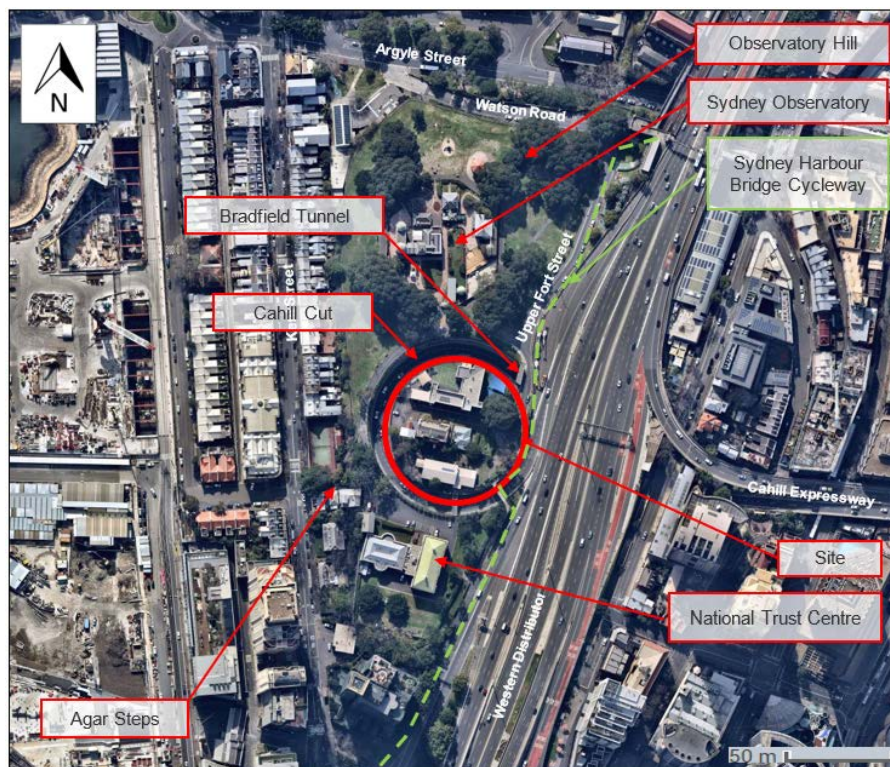 Observatory Hill
Argyle Street
Sydney Observatory
N
Watson Road
Sydney Harbour
Bridge Cycleway
Bradfield Tunnel
Upper Fort Street
Cahill Cut
Kent Street
Cahill Expressway
Site
National Trust Centre
Western Distributor
Agar Steps
50 m